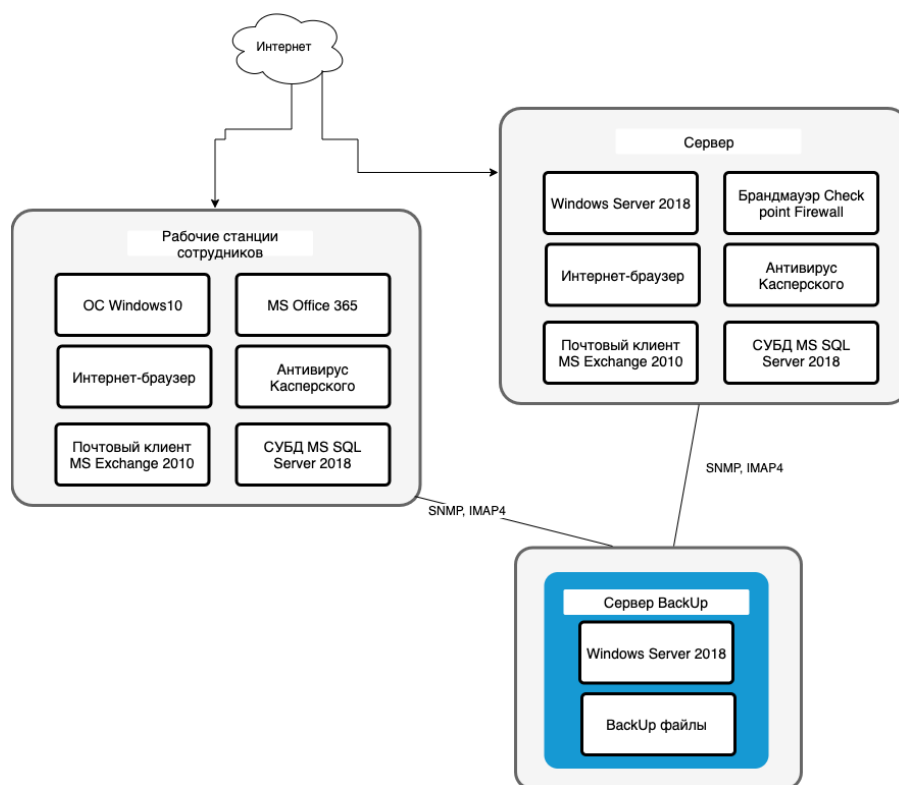 Интернет
Сервер
Windows Server 2018
Брандмауэр Check
point Firewall
Интернет-браузер
Антивирус
Касперского
Почтовый клиент
MS Exchange 2010
СУБД MS SQL
Server 2018
Рабочие станции
сотрудников
ОС Windows10
MS Office 365
Интернет-браузер
Антивирус
Касперского
Почтовый клиент
MS Exchange 2010
СУБД MS SQL
Server 2018
SNMP, IMAP4
SNMP, IMAP4
Сервер BackUp
Windows Server 2018
BackUp файлы